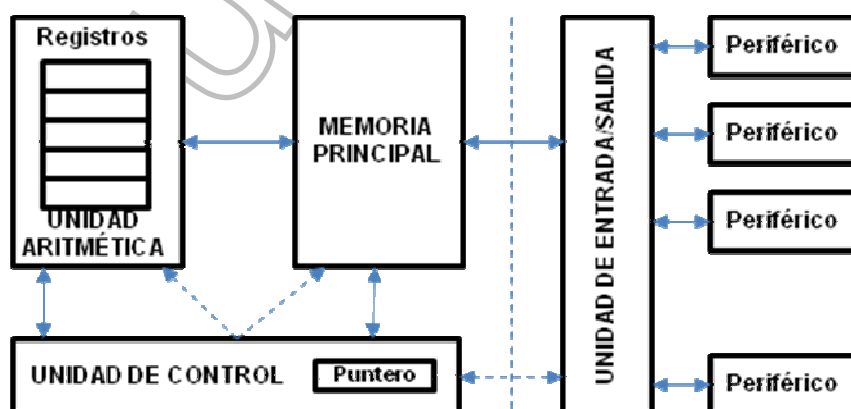 Registros
UNIDAD
ARITMÉTICA
MEMORIA
PRINCIPAL
UNIDAD DE CONTROL
Puntero
UNIDAD DE ENTRADA/SALIDA
Periférico
Periférico
Periférico
Periférico